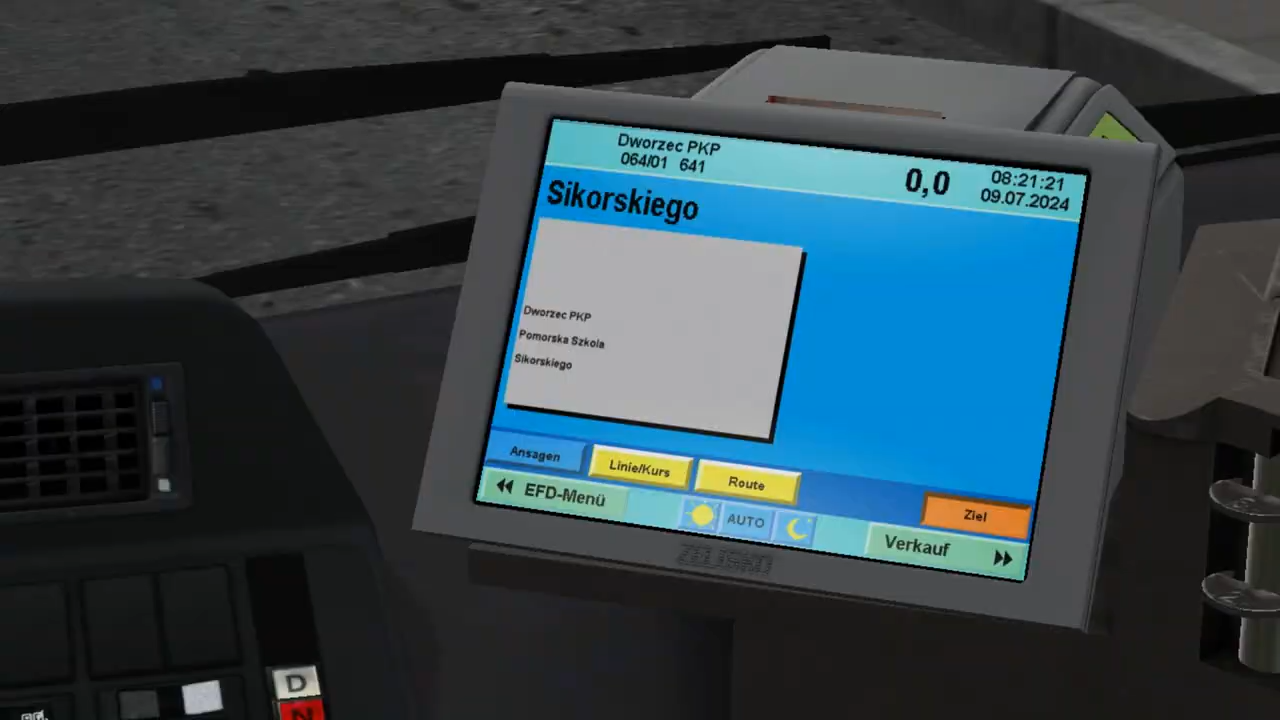 Dworzec PKP
064/01 641
0,0
08:21:21
09.07.2024
Sikorskiego
Dworzec PKP
Pomorska Szkola
Sikorskiego
Ansagen
Linie/Kurs
Route
Ziel
EFD-Menü
AUTO
Verkauf
D
N